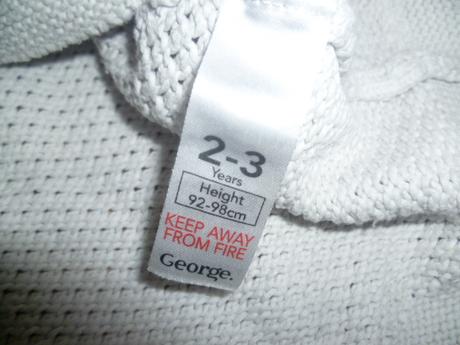 2-3
Years
Height
92-98cm
KEEP AWAY
FROM FIRE
George.